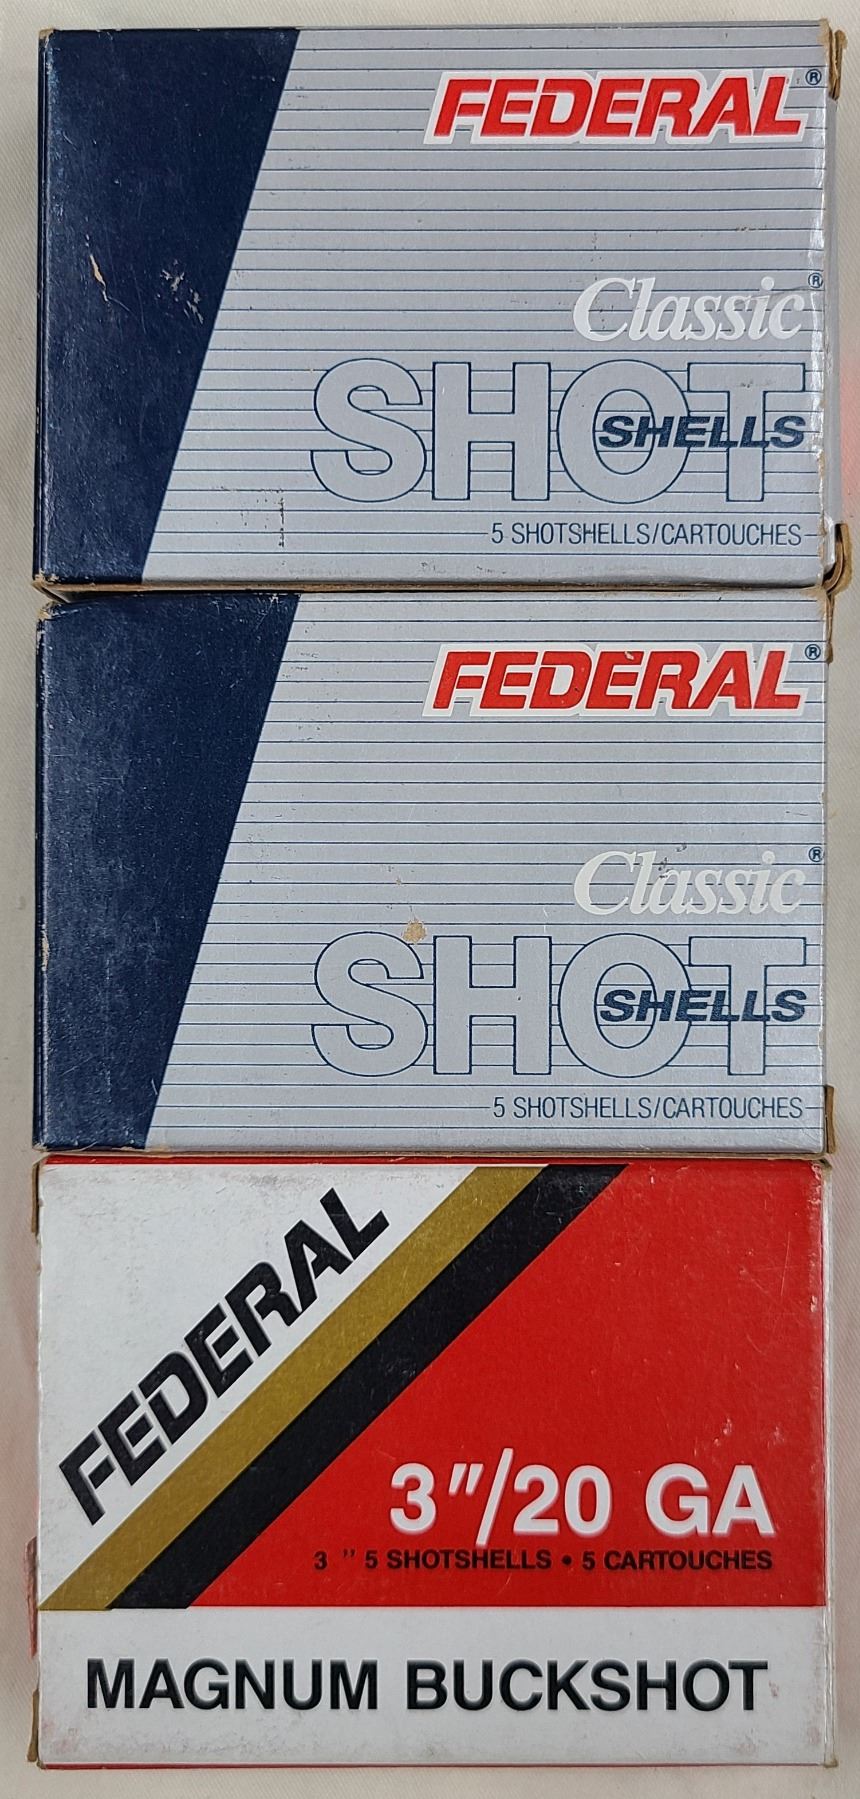 FEDERAL®
Classic®
SHOT
SHELLS
5 SHOTSHELLS/CARTOUCHES
FEDERAL®
Classic®
SHOT
SHELLS
5 SHOTSHELLS/CARTOUCHES
FEDERAL
3"/20 GA
3 " 5 SHOTSHELLS • 5 CARTOUCHES
MAGNUM BUCKSHOT